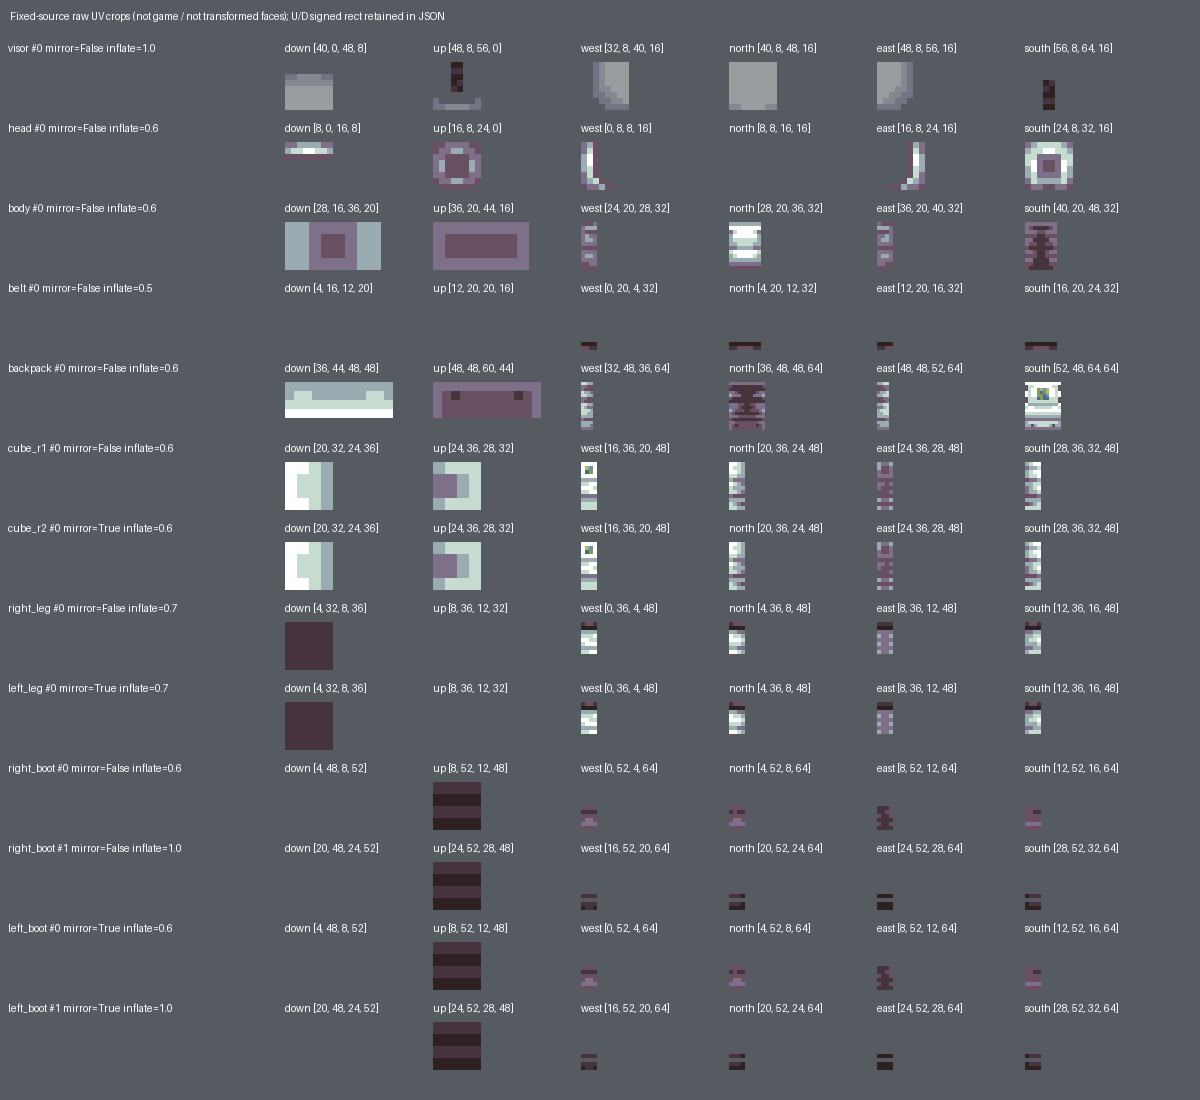 Fixed-source raw UV crops (not game / not transformed faces); U/D signed rect retained in JSON
visor #0 mirror=False inflate=1.0 down [40, 0, 48, 8] up [48, 8, 56, 0] west [32, 8, 40, 16] north [40, 8, 48, 16] east [48, 8, 56, 16] south [56, 8, 64, 16]
head #0 mirror=False inflate=0.6 down [8, 0, 16, 8] up [16, 8, 24, 0] west [0, 8, 8, 16] north [8, 8, 16, 16] east [16, 8, 24, 16] south [24, 8, 32, 16]
body #0 mirror=False inflate=0.6 down [28, 16, 36, 20] up [36, 20, 44, 16] west [24, 20, 28, 32] north [28, 20, 36, 32] east [36, 20, 40, 32] south [40, 20, 48, 32]
belt #0 mirror=False inflate=0.5 down [4, 16, 12, 20] up [12, 20, 20, 16] west [0, 20, 4, 32] north [4, 20, 12, 32] east [12, 20, 16, 32] south [16, 20, 24, 32]
backpack #0 mirror=False inflate=0.6 down [36, 44, 48, 48] up [48, 48, 60, 44] west [32, 48, 36, 64] north [36, 48, 48, 64] east [48, 48, 52, 64] south [52, 48, 64, 64]
cube_r1 #0 mirror=False inflate=0.6 down [20, 32, 24, 36] up [24, 36, 28, 32] west [16, 36, 20, 48] north [20, 36, 24, 48] east [24, 36, 28, 48] south [28, 36, 32, 48]
cube_r2 #0 mirror=True inflate=0.6 down [20, 32, 24, 36] up [24, 36, 28, 32] west [16, 36, 20, 48] north [20, 36, 24, 48] east [24, 36, 28, 48] south [28, 36, 32, 48]
right_leg #0 mirror=False inflate=0.7 down [4, 32, 8, 36] up [8, 36, 12, 32] west [0, 36, 4, 48] north [4, 36, 8, 48] east [8, 36, 12, 48] south [12, 36, 16, 48]
left_leg #0 mirror=True inflate=0.7 down [4, 32, 8, 36] up [8, 36, 12, 32] west [0, 36, 4, 48] north [4, 36, 8, 48] east [8, 36, 12, 48] south [12, 36, 16, 48]
right_boot #0 mirror=False inflate=0.6 down [4, 48, 8, 52] up [8, 52, 12, 48] west [0, 52, 4, 64] north [4, 52, 8, 64] east [8, 52, 12, 64] south [12, 52, 16, 64]
right_boot #1 mirror=False inflate=1.0 down [20, 48, 24, 52] up [24, 52, 28, 48] west [16, 52, 20, 64] north [20, 52, 24, 64] east [24, 52, 28, 64] south [28, 52, 32, 64]
left_boot #0 mirror=True inflate=0.6 down [4, 48, 8, 52] up [8, 52, 12, 48] west [0, 52, 4, 64] north [4, 52, 8, 64] east [8, 52, 12, 64] south [12, 52, 16, 64]
left_boot #1 mirror=True inflate=1.0 down [20, 48, 24, 52] up [24, 52, 28, 48] west [16, 52, 20, 64] north [20, 52, 24, 64] east [24, 52, 28, 64] south [28, 52, 32, 64]